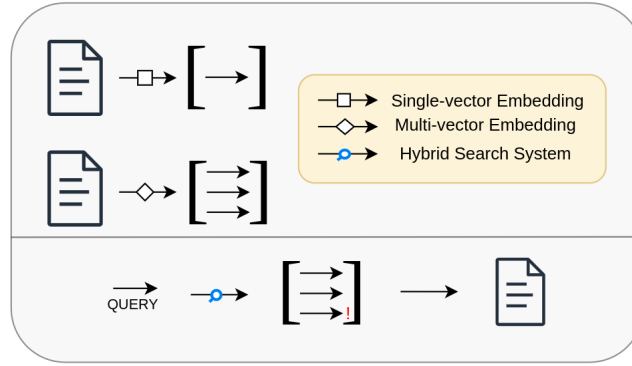 Single-vector Embedding
Multi-vector Embedding
Hybrid Search System
QUERY
!